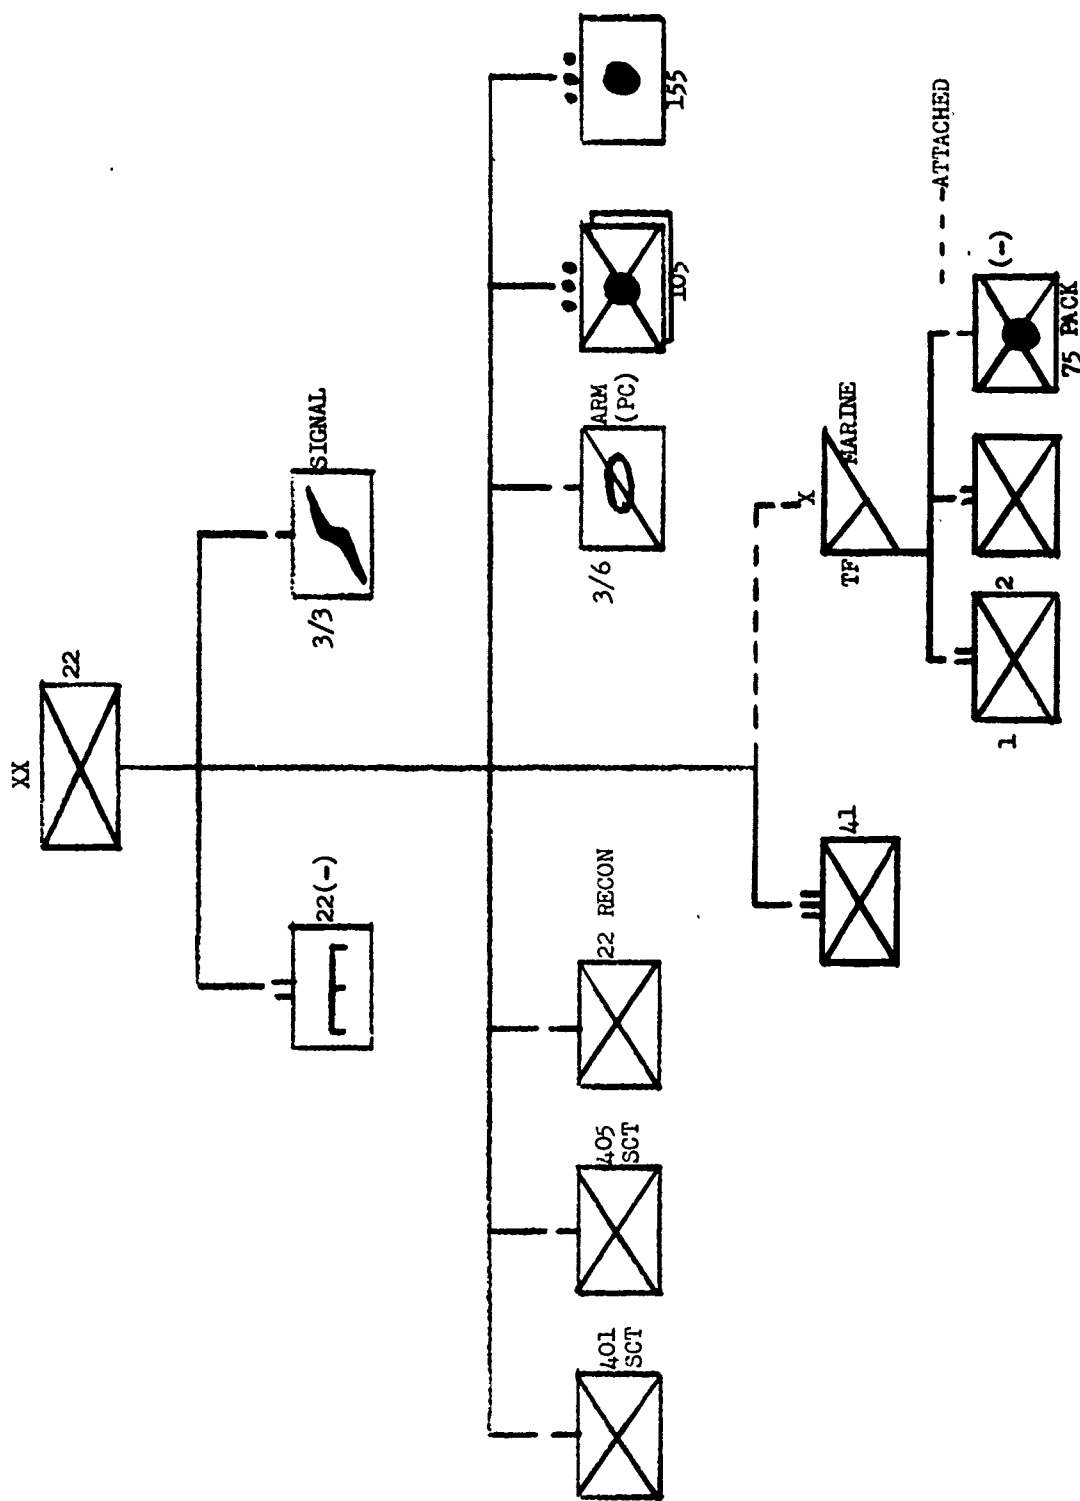 XX
22
22(-)
3/3
SIGNAL
401
SCT
405
SCT
22 RECON
3/6
ARM
(PC)
105
155
41
X
TF
MARINE
ATTACHED
1
2
(-)
75 PACK